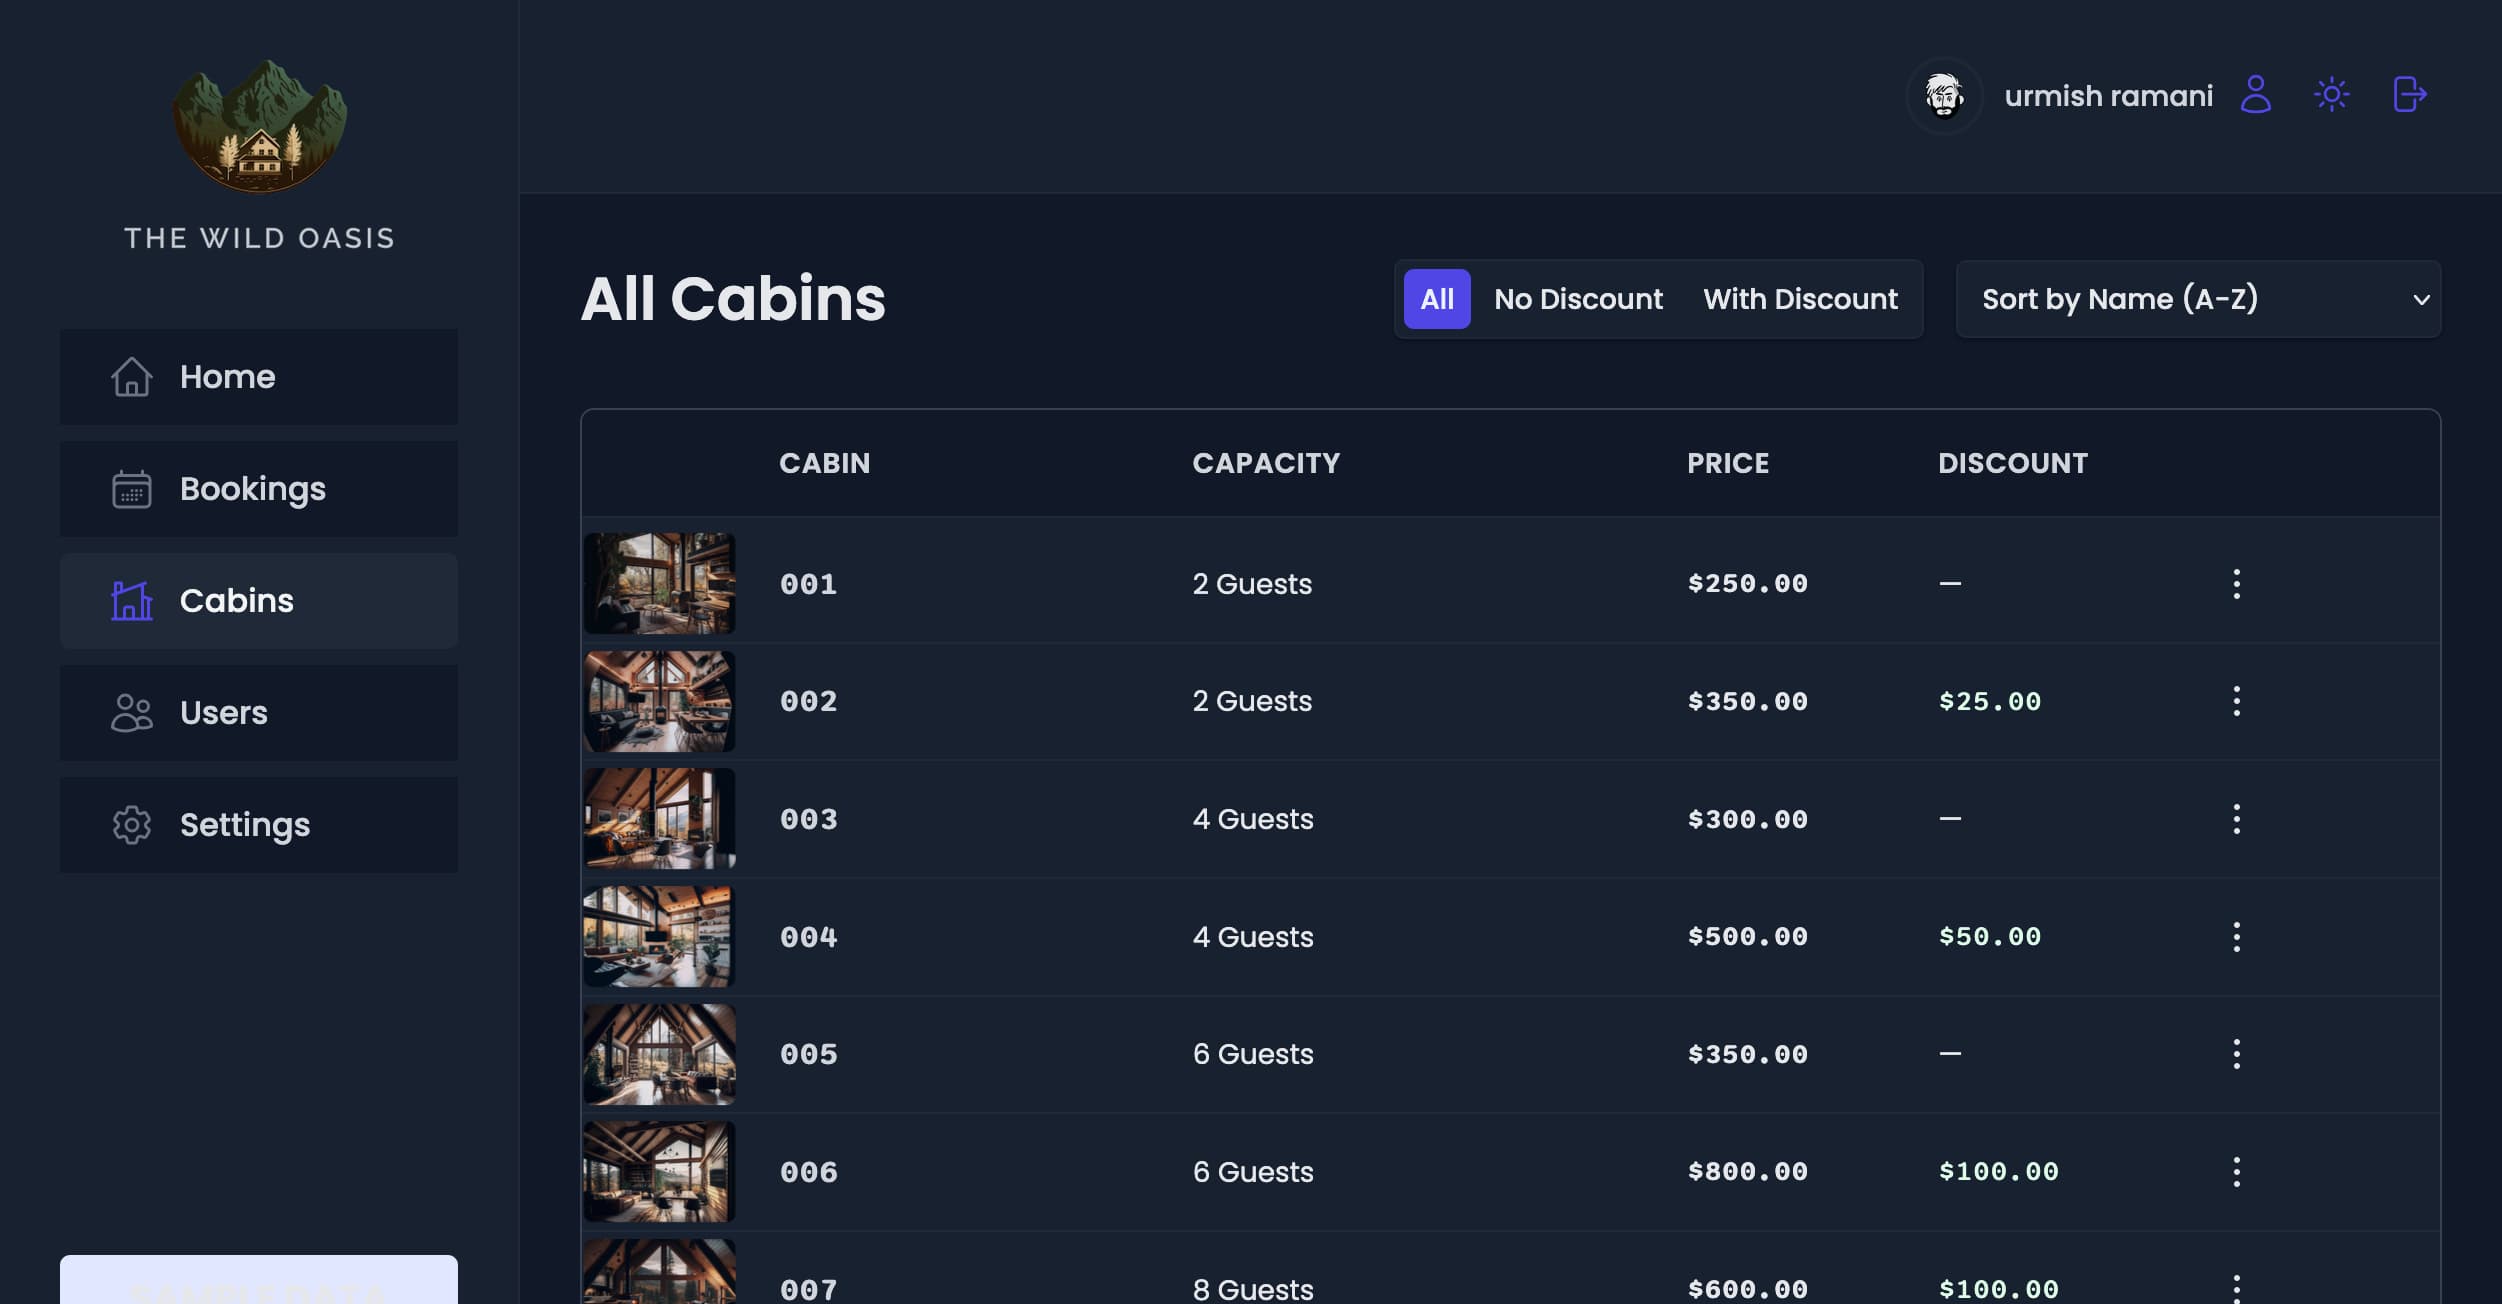 THE WILD OASIS
Home
Bookings
Cabins
Users
Settings
SAMPLE DATA
urmish ramani
All Cabins
All No Discount With Discount
Sort by Name (A-Z)
CABIN CAPACITY PRICE DISCOUNT
001 2 Guests $250.00 —
002 2 Guests $350.00 $25.00
003 4 Guests $300.00 —
004 4 Guests $500.00 $50.00
005 6 Guests $350.00 —
006 6 Guests $800.00 $100.00
007 8 Guests $600.00 $100.00